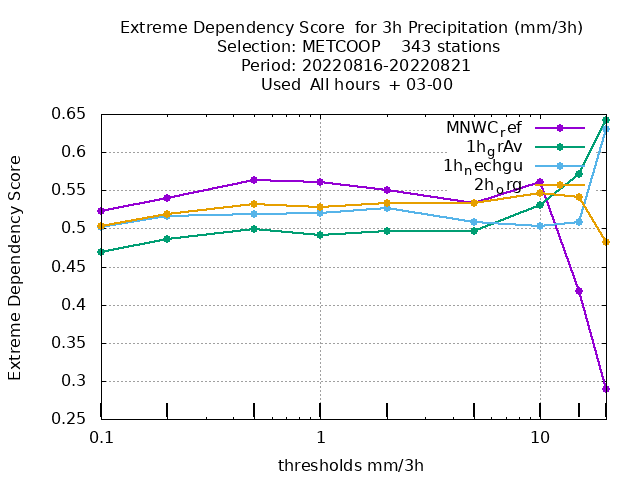 Extreme Dependency Score  for 3h Precipitation (mm/3h)
Selection: METCOOP    343 stations
Period: 20220816-20220821
Used  All hours  + 03-00
Extreme Dependency Score
0.65
0.6
0.55
0.5
0.45
0.4
0.35
0.3
0.25
MNWC_ref
1h_grAv
1h_nechgu
2h_org
0.1
1
10
thresholds mm/3h